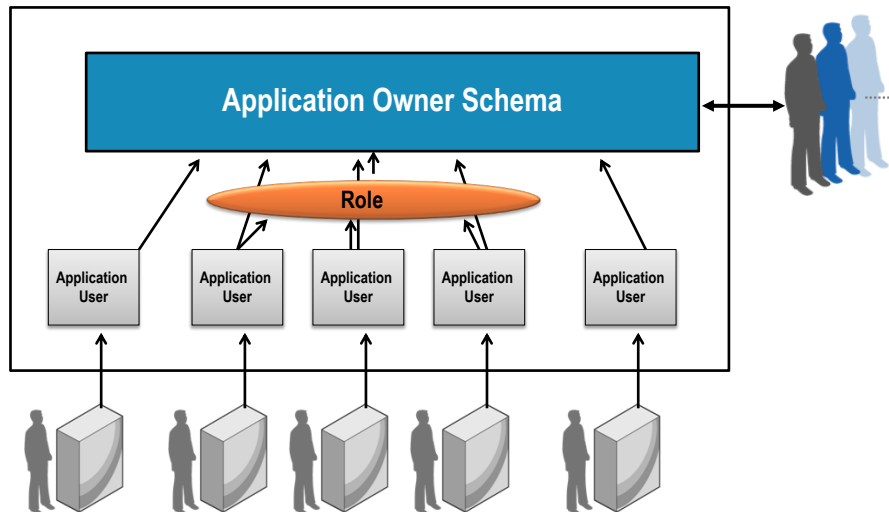 Application Owner Schema
Role
Application
User
Application
User
Application
User
Application
User
Application
User